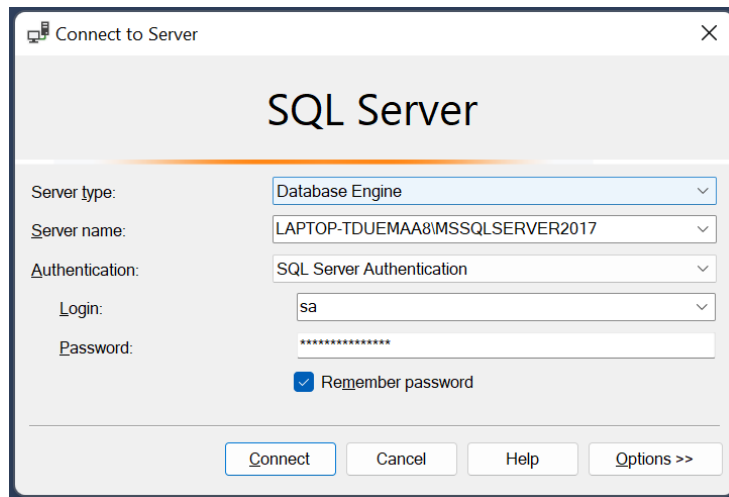 Connect to Server
SQL Server
Server type: Database Engine
Server name: LAPTOP-TDUEMAA8\MSSQLSERVER2017
Authentication: SQL Server Authentication
Login: sa
Password: ***************
Remember password
Connect Cancel Help Options >>